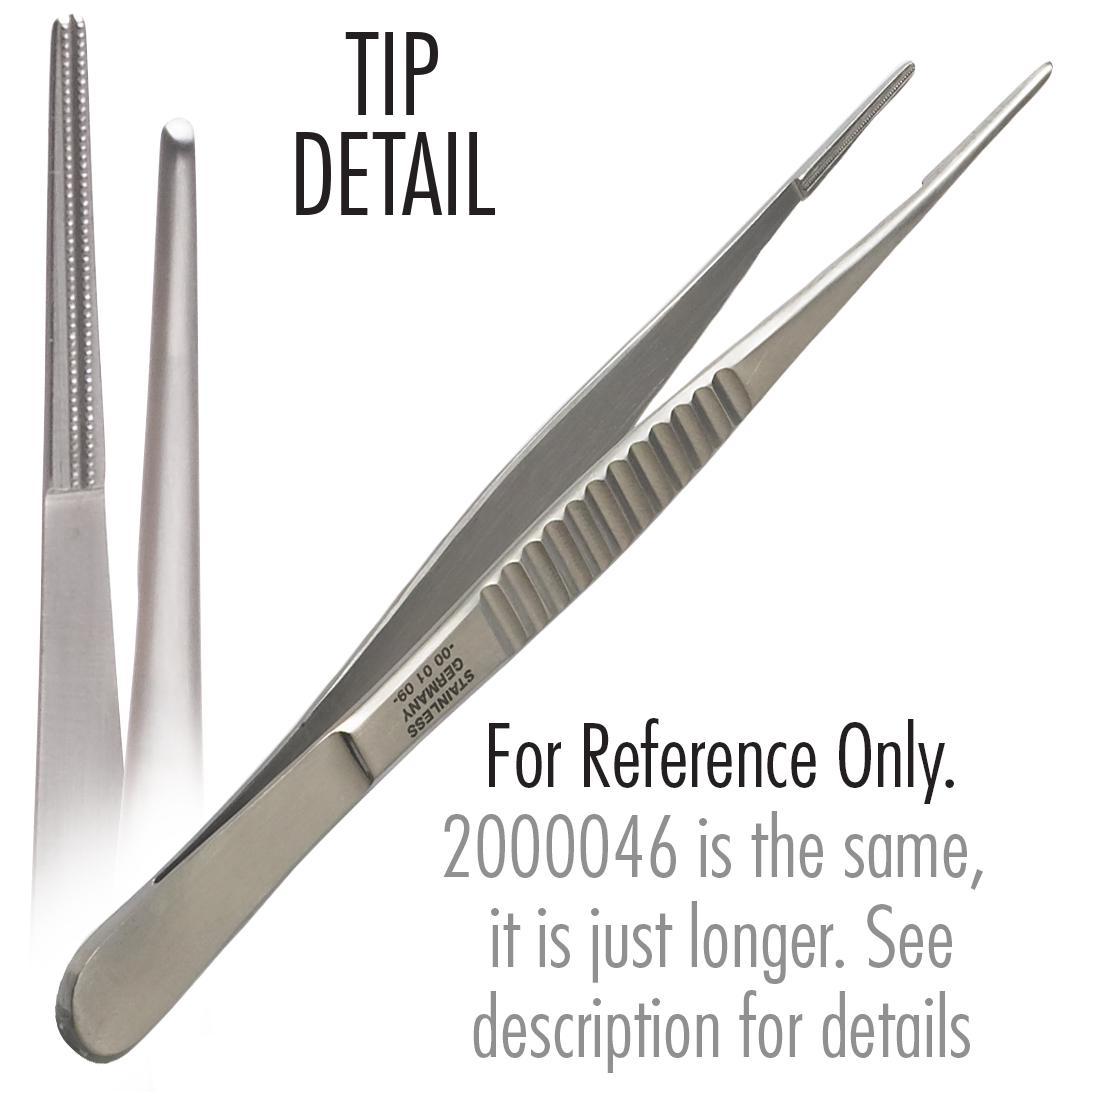 TIP
DETAIL
STAINLESS
GERMANY
-00 01 09-
For Reference Only.
2000046 is the same,
it is just longer. See
description for details